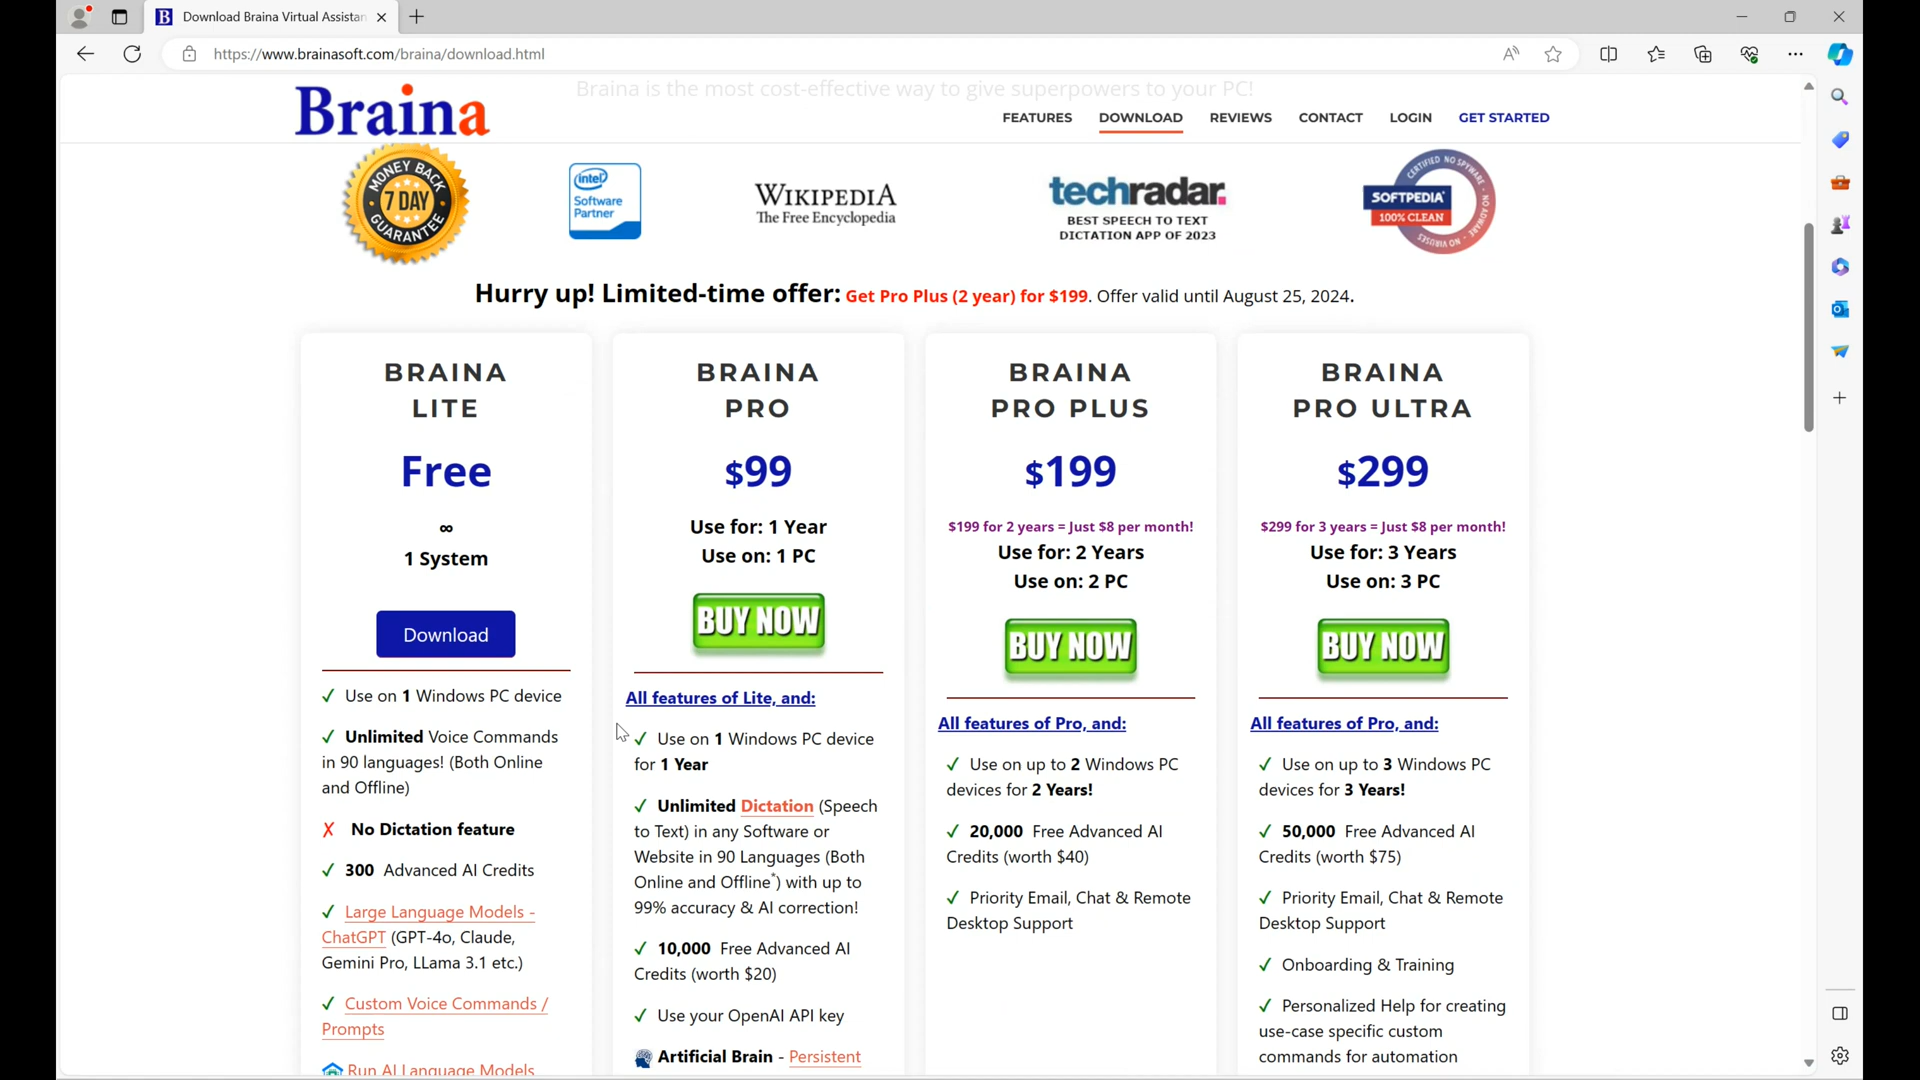 Download Braina Virtual Assistan
https://www.brainasoft.com/braina/download.html
Braina is the most cost-effective way to give superpowers to your PC!
Braina
FEATURES DOWNLOAD REVIEWS CONTACT LOGIN GET STARTED
MONEY BACK
7 DAY
GUARANTEE
intel
Software
Partner
WIKIPEDIA
The Free Encyclopedia
techradar.
BEST SPEECH TO TEXT
DICTATION APP OF 2023
CERTIFIED NO SPYWARE
SOFTPEDIA
100% CLEAN
NO ADWARE
NO VIRUSES
Hurry up! Limited-time offer: Get Pro Plus (2 year) for $199. Offer valid until August 25, 2024.
BRAINA
LITE
Free
∞
1 System
Download
✓ Use on 1 Windows PC device
✓ Unlimited Voice Commands
in 90 languages! (Both Online
and Offline)
✗ No Dictation feature
✓ 300 Advanced AI Credits
✓ Large Language Models -
ChatGPT (GPT-4o, Claude,
Gemini Pro, LLama 3.1 etc.)
✓ Custom Voice Commands /
Prompts
Run AI Language Models
BRAINA
PRO
$99
Use for: 1 Year
Use on: 1 PC
BUY NOW
All features of Lite, and:
✓ Use on 1 Windows PC device
for 1 Year
✓ Unlimited Dictation (Speech
to Text) in any Software or
Website in 90 Languages (Both
Online and Offline*) with up to
99% accuracy & AI correction!
✓ 10,000 Free Advanced AI
Credits (worth $20)
✓ Use your OpenAI API key
Artificial Brain - Persistent
BRAINA
PRO PLUS
$199
$199 for 2 years = Just $8 per month!
Use for: 2 Years
Use on: 2 PC
BUY NOW
All features of Pro, and:
✓ Use on up to 2 Windows PC
devices for 2 Years!
✓ 20,000 Free Advanced AI
Credits (worth $40)
✓ Priority Email, Chat & Remote
Desktop Support
BRAINA
PRO ULTRA
$299
$299 for 3 years = Just $8 per month!
Use for: 3 Years
Use on: 3 PC
BUY NOW
All features of Pro, and:
✓ Use on up to 3 Windows PC
devices for 3 Years!
✓ 50,000 Free Advanced AI
Credits (worth $75)
✓ Priority Email, Chat & Remote
Desktop Support
✓ Onboarding & Training
✓ Personalized Help for creating
use-case specific custom
commands for automation